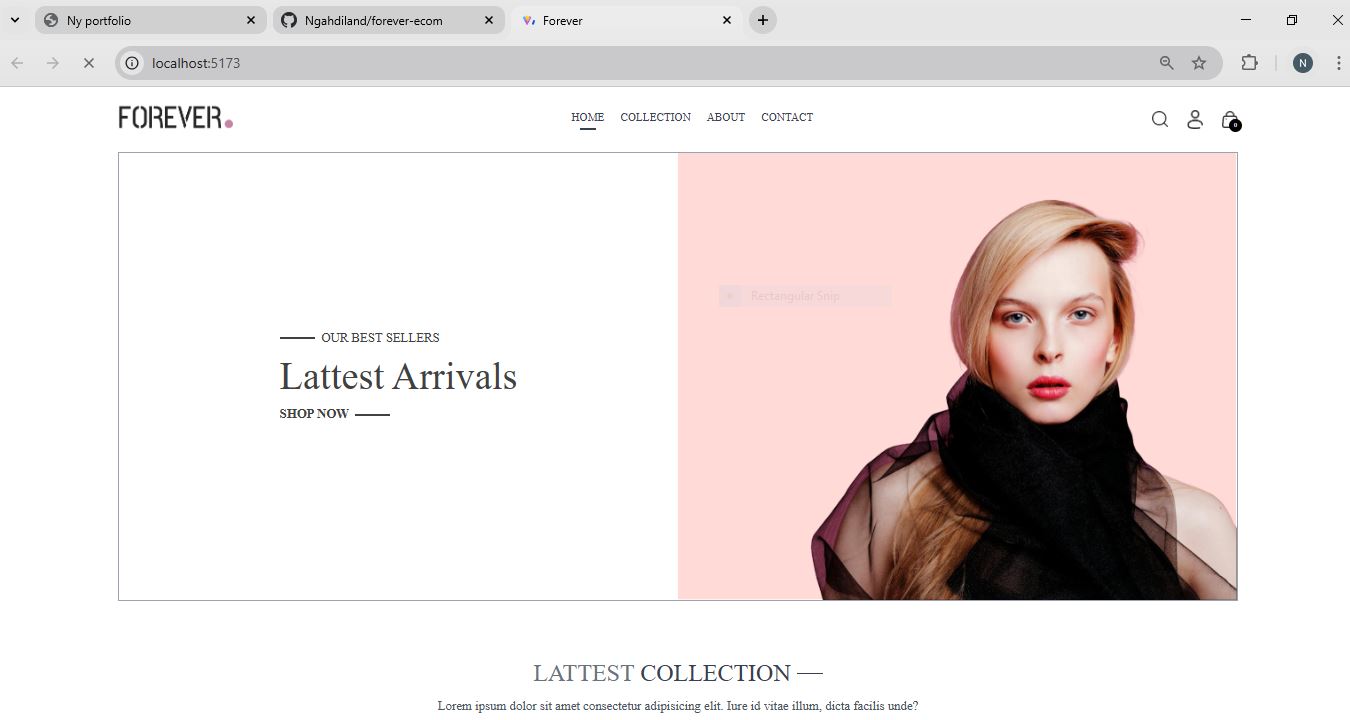 Ny portfolio
Ngahdiland/forever-ecom
Forever
localhost:5173
FOREVER.
HOME COLLECTION ABOUT CONTACT
0
Rectangular Snip
OUR BEST SELLERS
Lattest Arrivals
SHOP NOW
LATTEST COLLECTION
Lorem ipsum dolor sit amet consectetur adipisicing elit. Iure id vitae illum, dicta facilis unde?
N